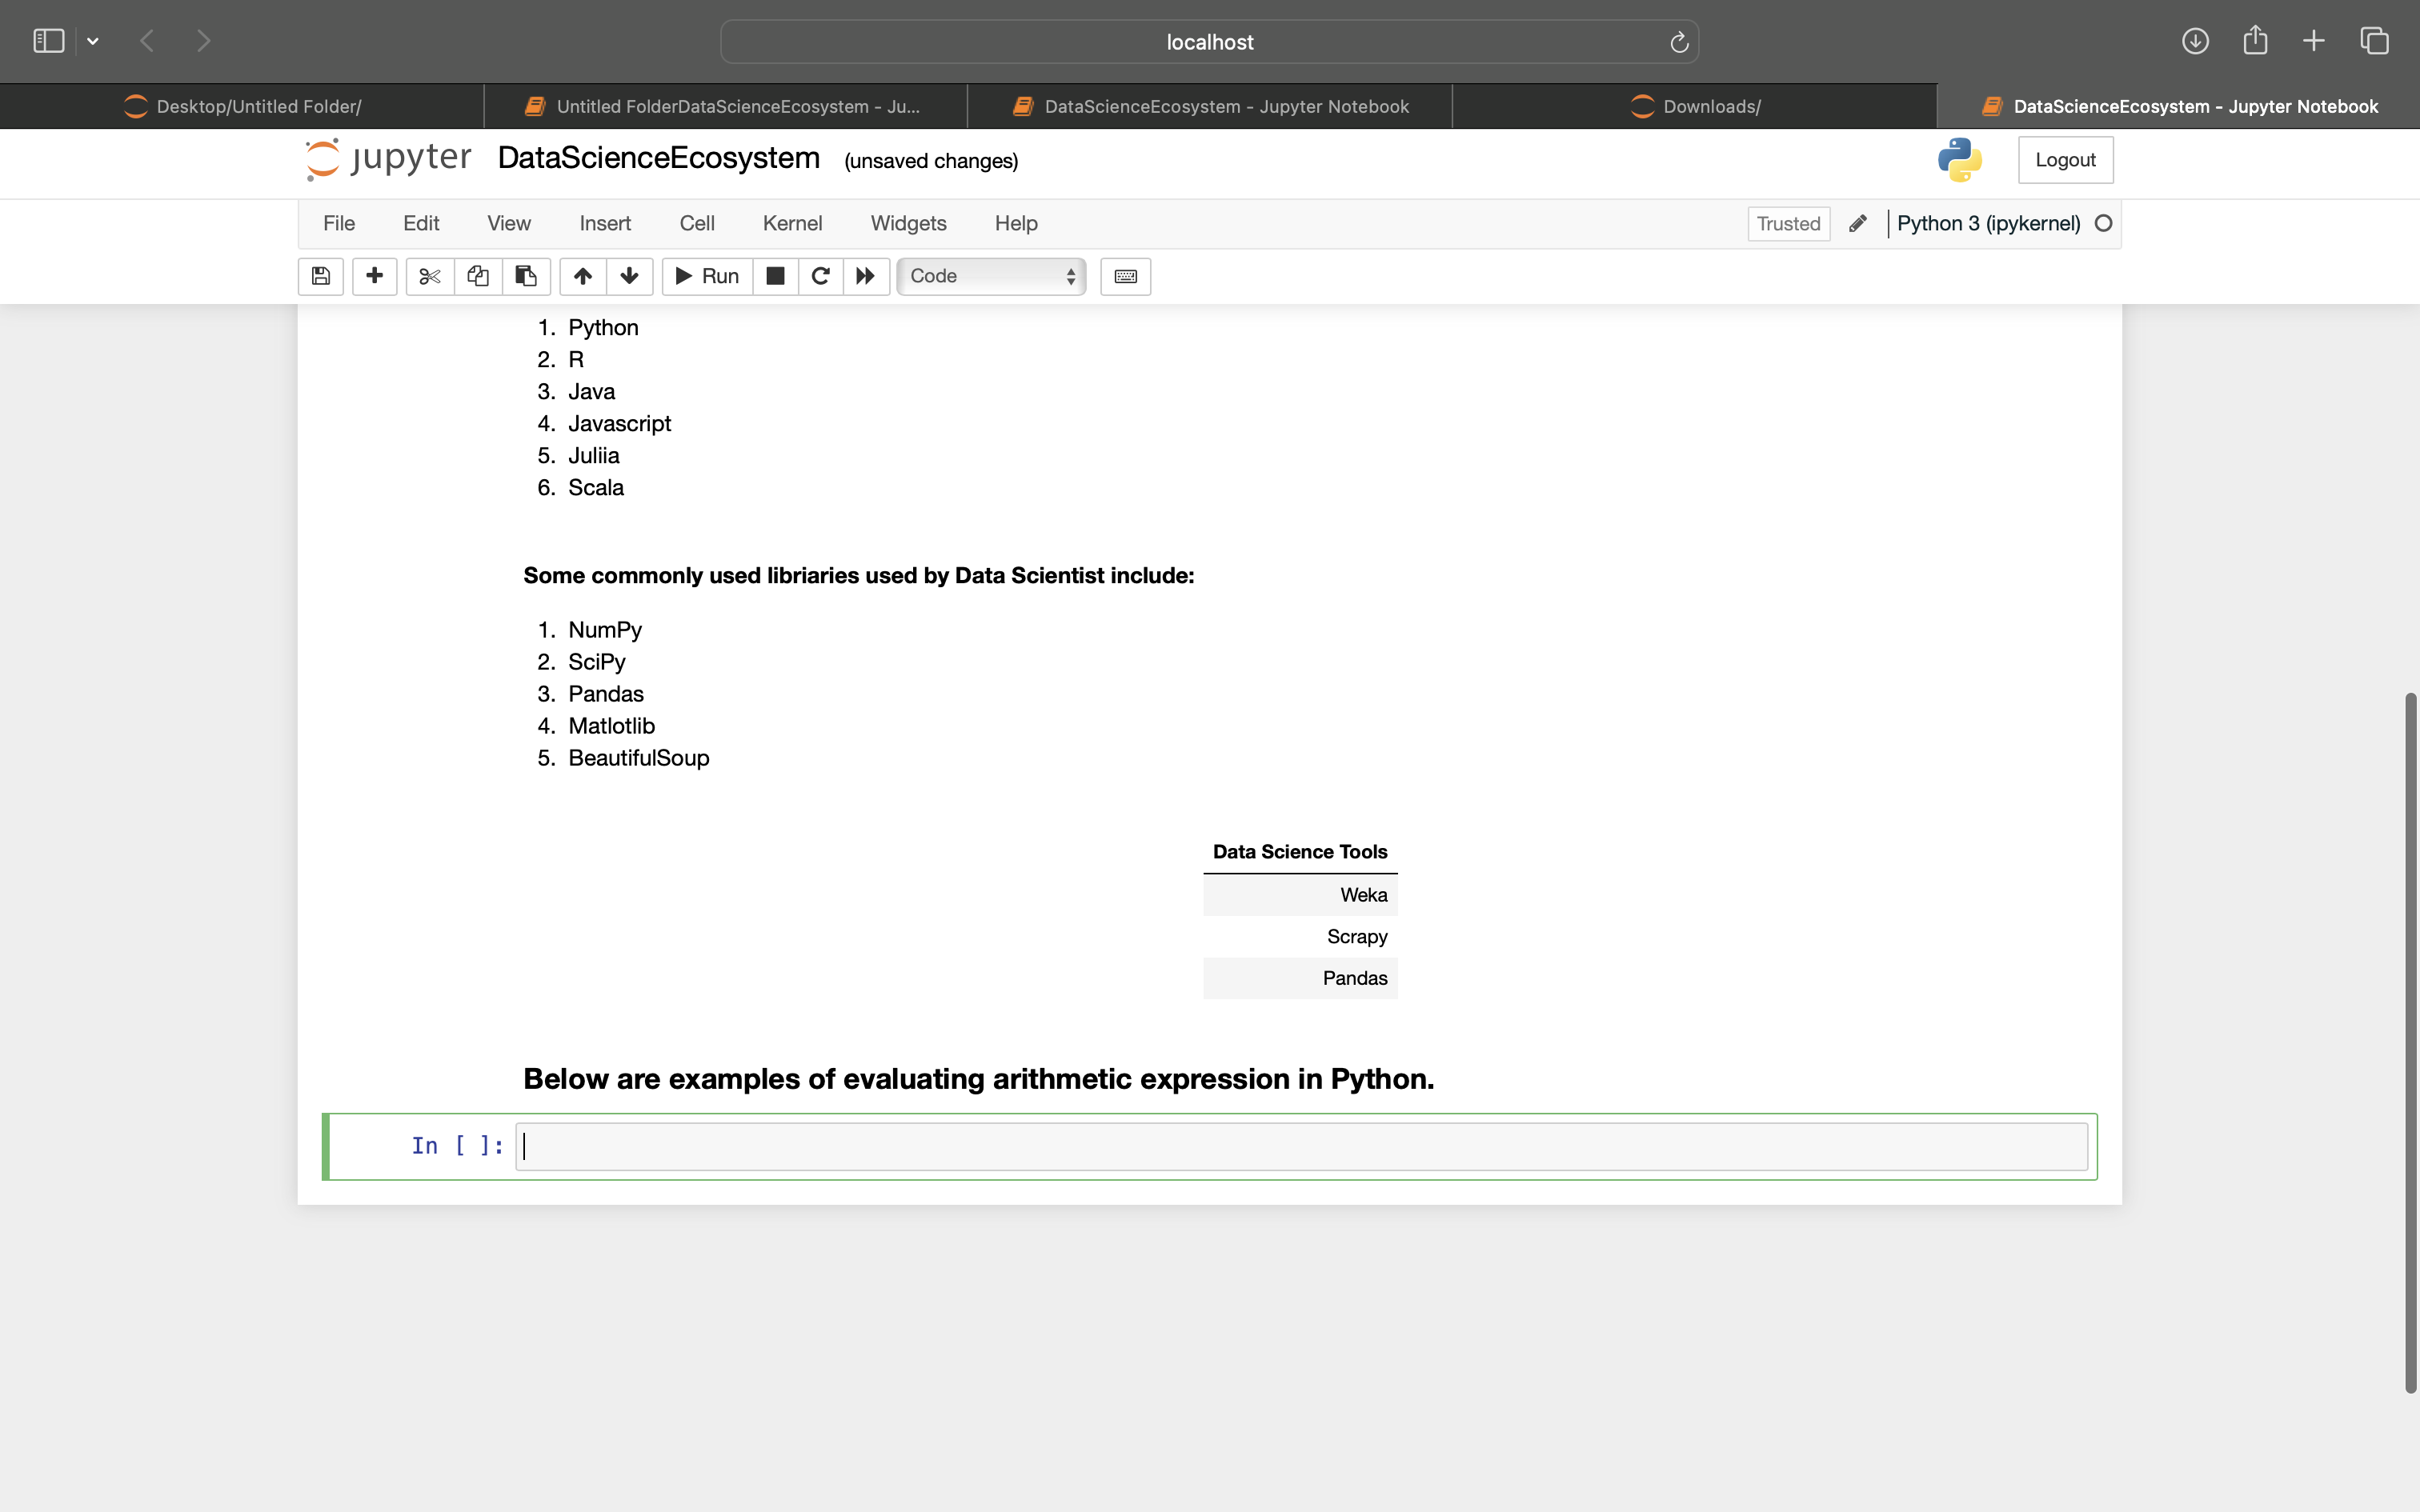 localhost
Desktop/Untitled Folder/
Untitled FolderDataScienceEcosystem - Ju...
DataScienceEcosystem - Jupyter Notebook
Downloads/
DataScienceEcosystem - Jupyter Notebook
jupyter DataScienceEcosystem (unsaved changes)
Logout
File Edit View Insert Cell Kernel Widgets Help
Trusted
Python 3 (ipykernel)
Run
Code
1. Python
2. R
3. Java
4. Javascript
5. Juliia
6. Scala
Some commonly used libriaries used by Data Scientist include:
1. NumPy
2. SciPy
3. Pandas
4. Matlotlib
5. BeautifulSoup
Data Science Tools
Weka
Scrapy
Pandas
Below are examples of evaluating arithmetic expression in Python.
In [ ]: